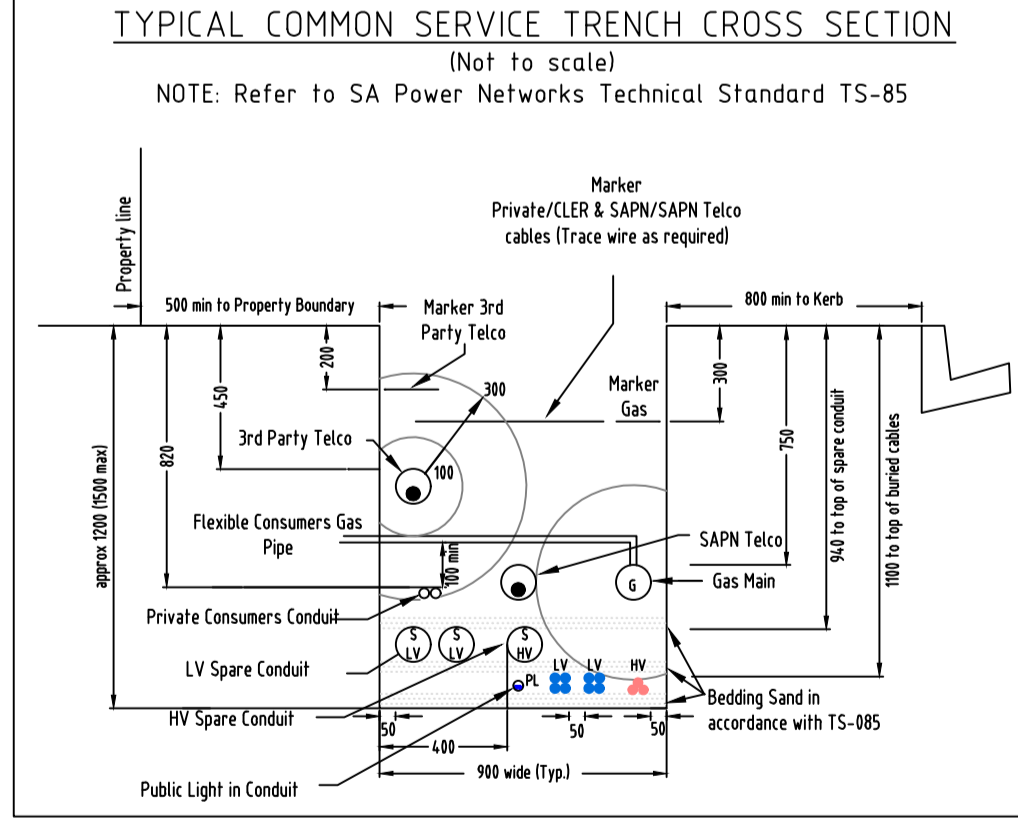 TYPICAL COMMON SERVICE TRENCH CROSS SECTION
(Not to scale)
NOTE: Refer to SA Power Networks Technical Standard TS-85
Marker
Private/CLER & SAPN/SAPN Telco
cables (Trace wire as required)
Property line
500 min to Property Boundary
Marker 3rd
Party Telco
800 min to Kerb
200
300
450
300
Marker
Gas
750
820
3rd Party Telco
100
940 to top of spare conduit
1100 to top of buried cables
approx 1200 (1500 max)
Flexible Consumers Gas
Pipe
100 min
SAPN Telco
G
Gas Main
Private Consumers Conduit
S
LV
S
LV
S
HV
LV Spare Conduit
LV
LV
HV
PL
HV Spare Conduit
Bedding Sand in
accordance with TS-085
50
50
50
400
900 wide (Typ.)
Public Light in Conduit